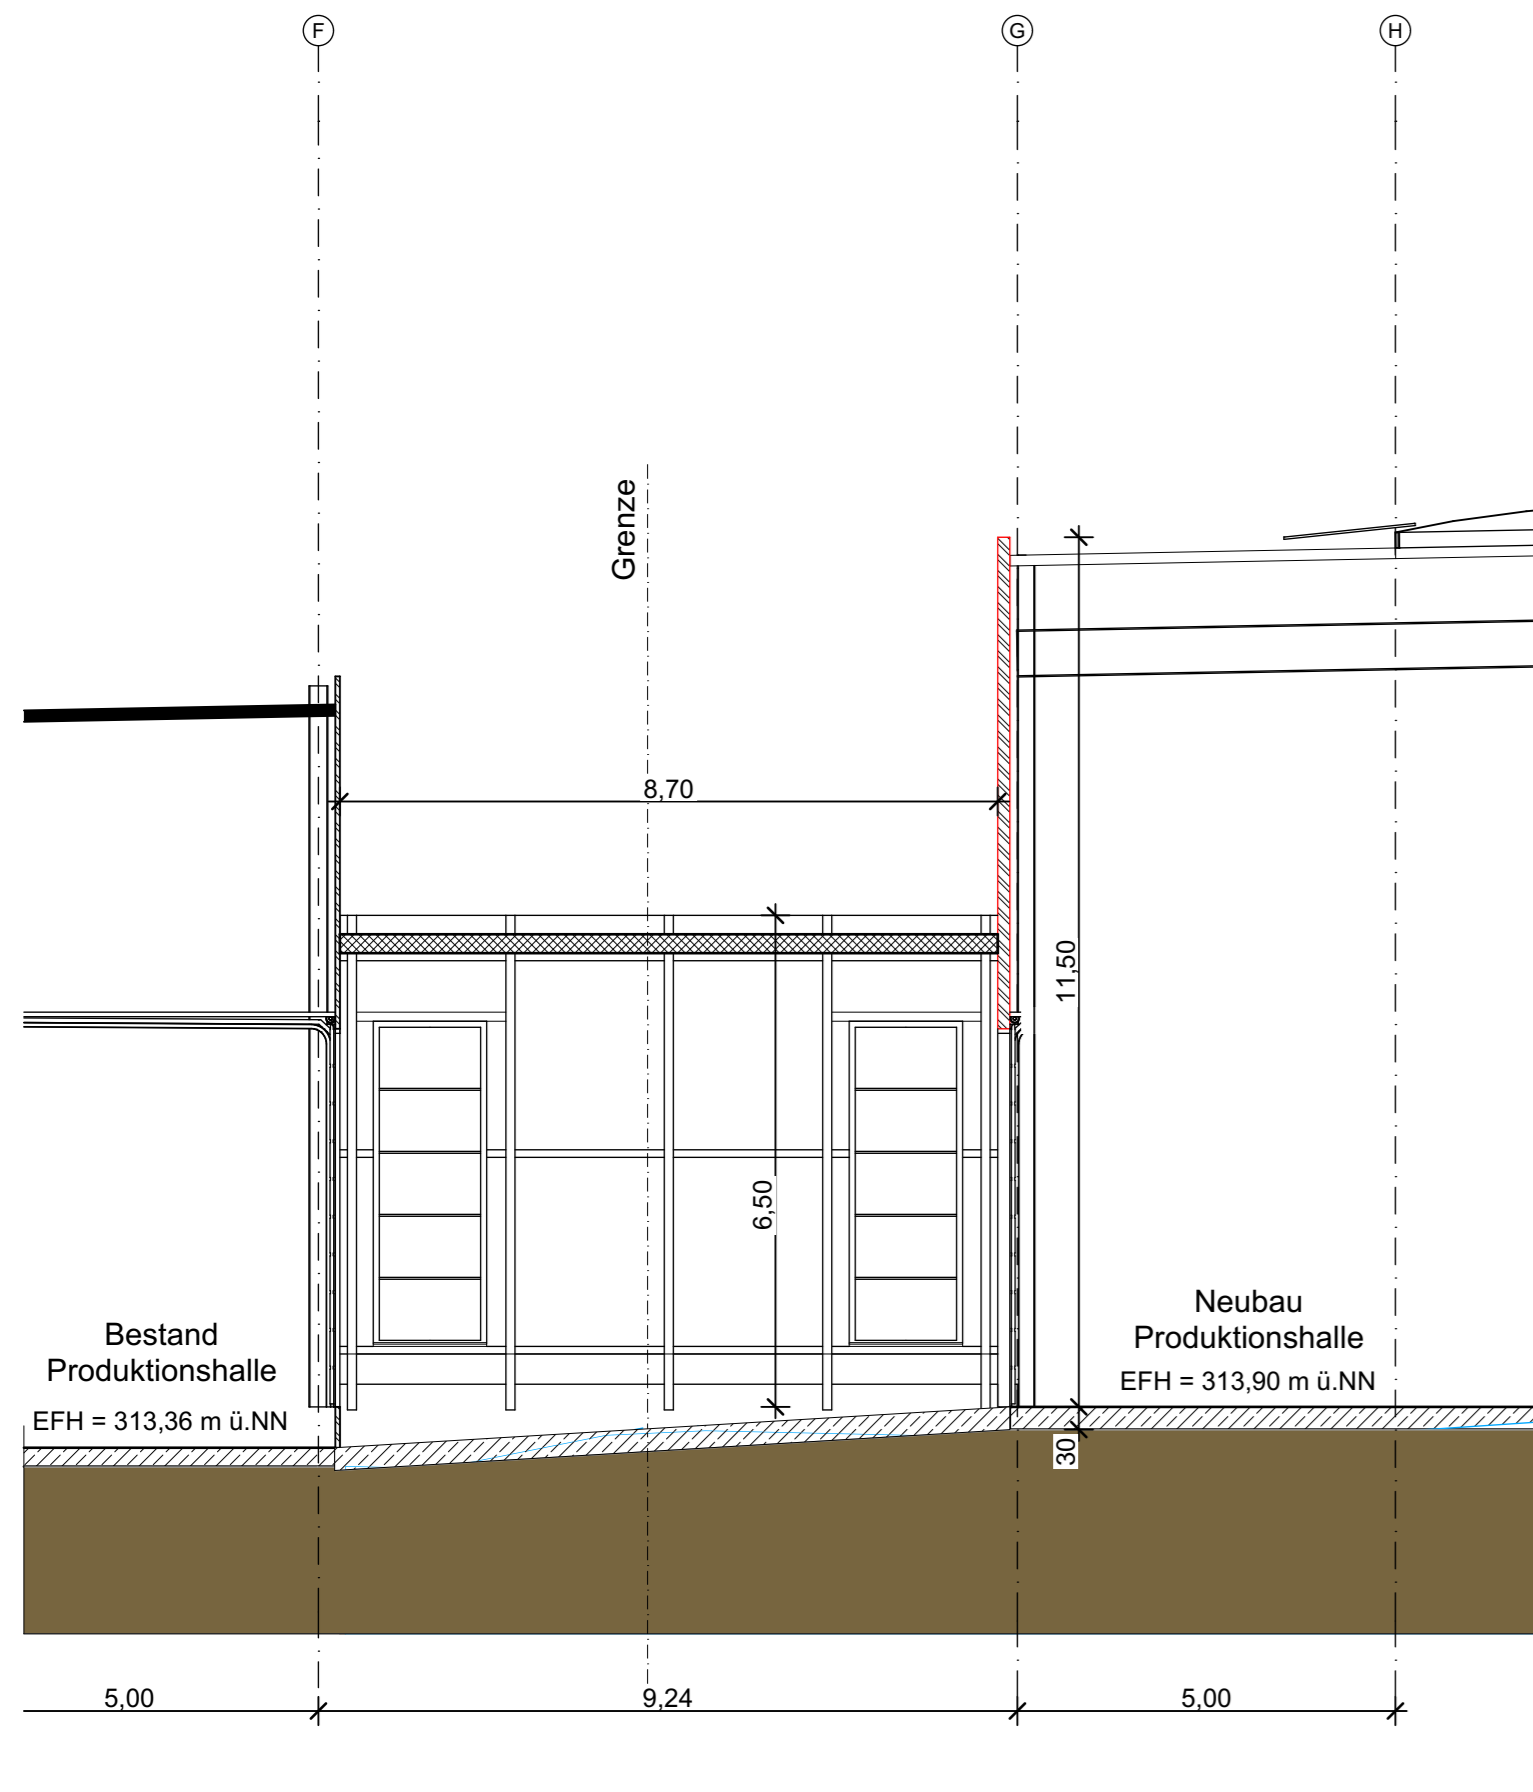 F
G
H
Grenze
8,70
11,50
6,50
Bestand
Produktionshalle
EFH = 313,36 m ü.NN
Neubau
Produktionshalle
EFH = 313,90 m ü.NN
30
5,00
9,24
5,00